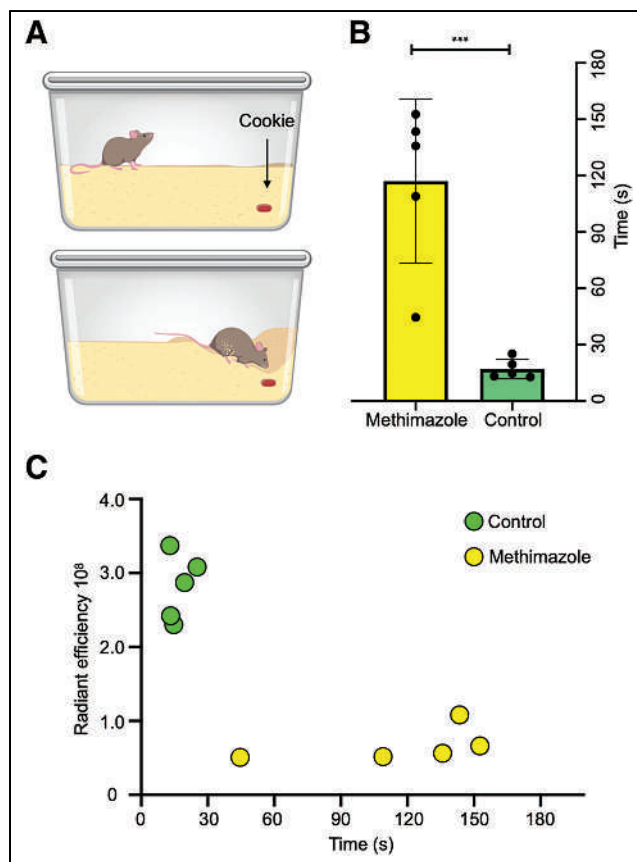 A
Cookie
B
***
180
150
120
90
60
30
0
Time (s)
Methimazole
Control
C
4.0
3.0
2.0
1.0
0
Radiant efficiency 10⁸
Control
Methimazole
0
30
60
90
120
150
180
Time (s)